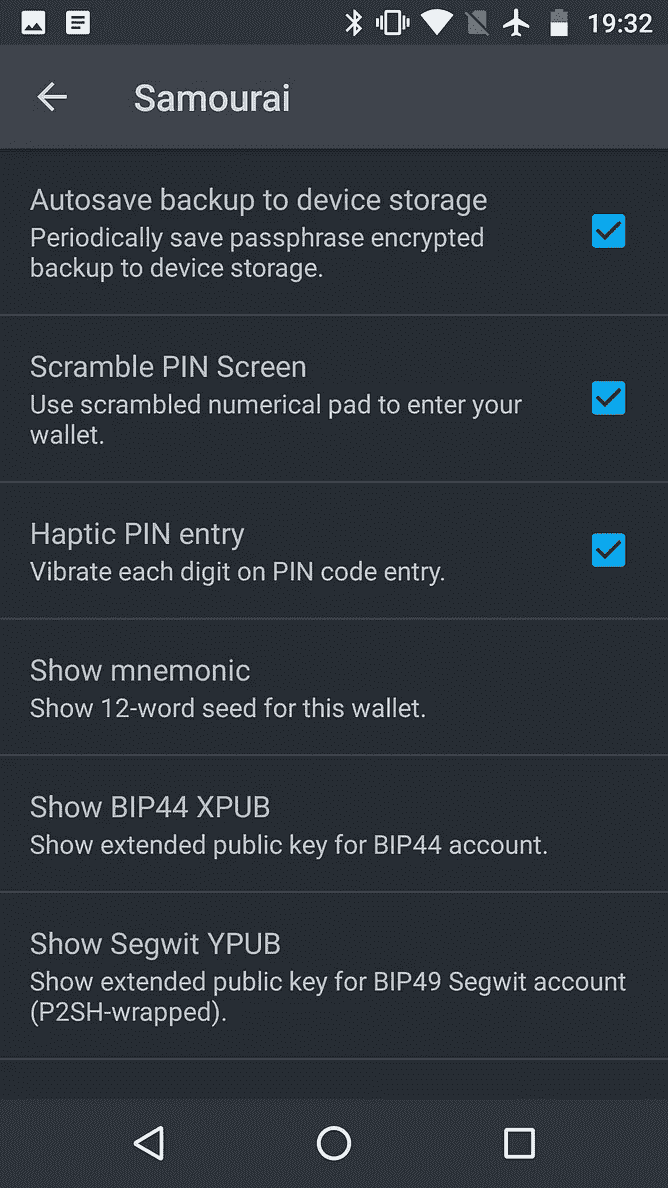 19:32
Samourai
Autosave backup to device storage
Periodically save passphrase encrypted
backup to device storage.
Scramble PIN Screen
Use scrambled numerical pad to enter your
wallet.
Haptic PIN entry
Vibrate each digit on PIN code entry.
Show mnemonic
Show 12-word seed for this wallet.
Show BIP44 XPUB
Show extended public key for BIP44 account.
Show Segwit YPUB
Show extended public key for BIP49 Segwit account
(P2SH-wrapped).